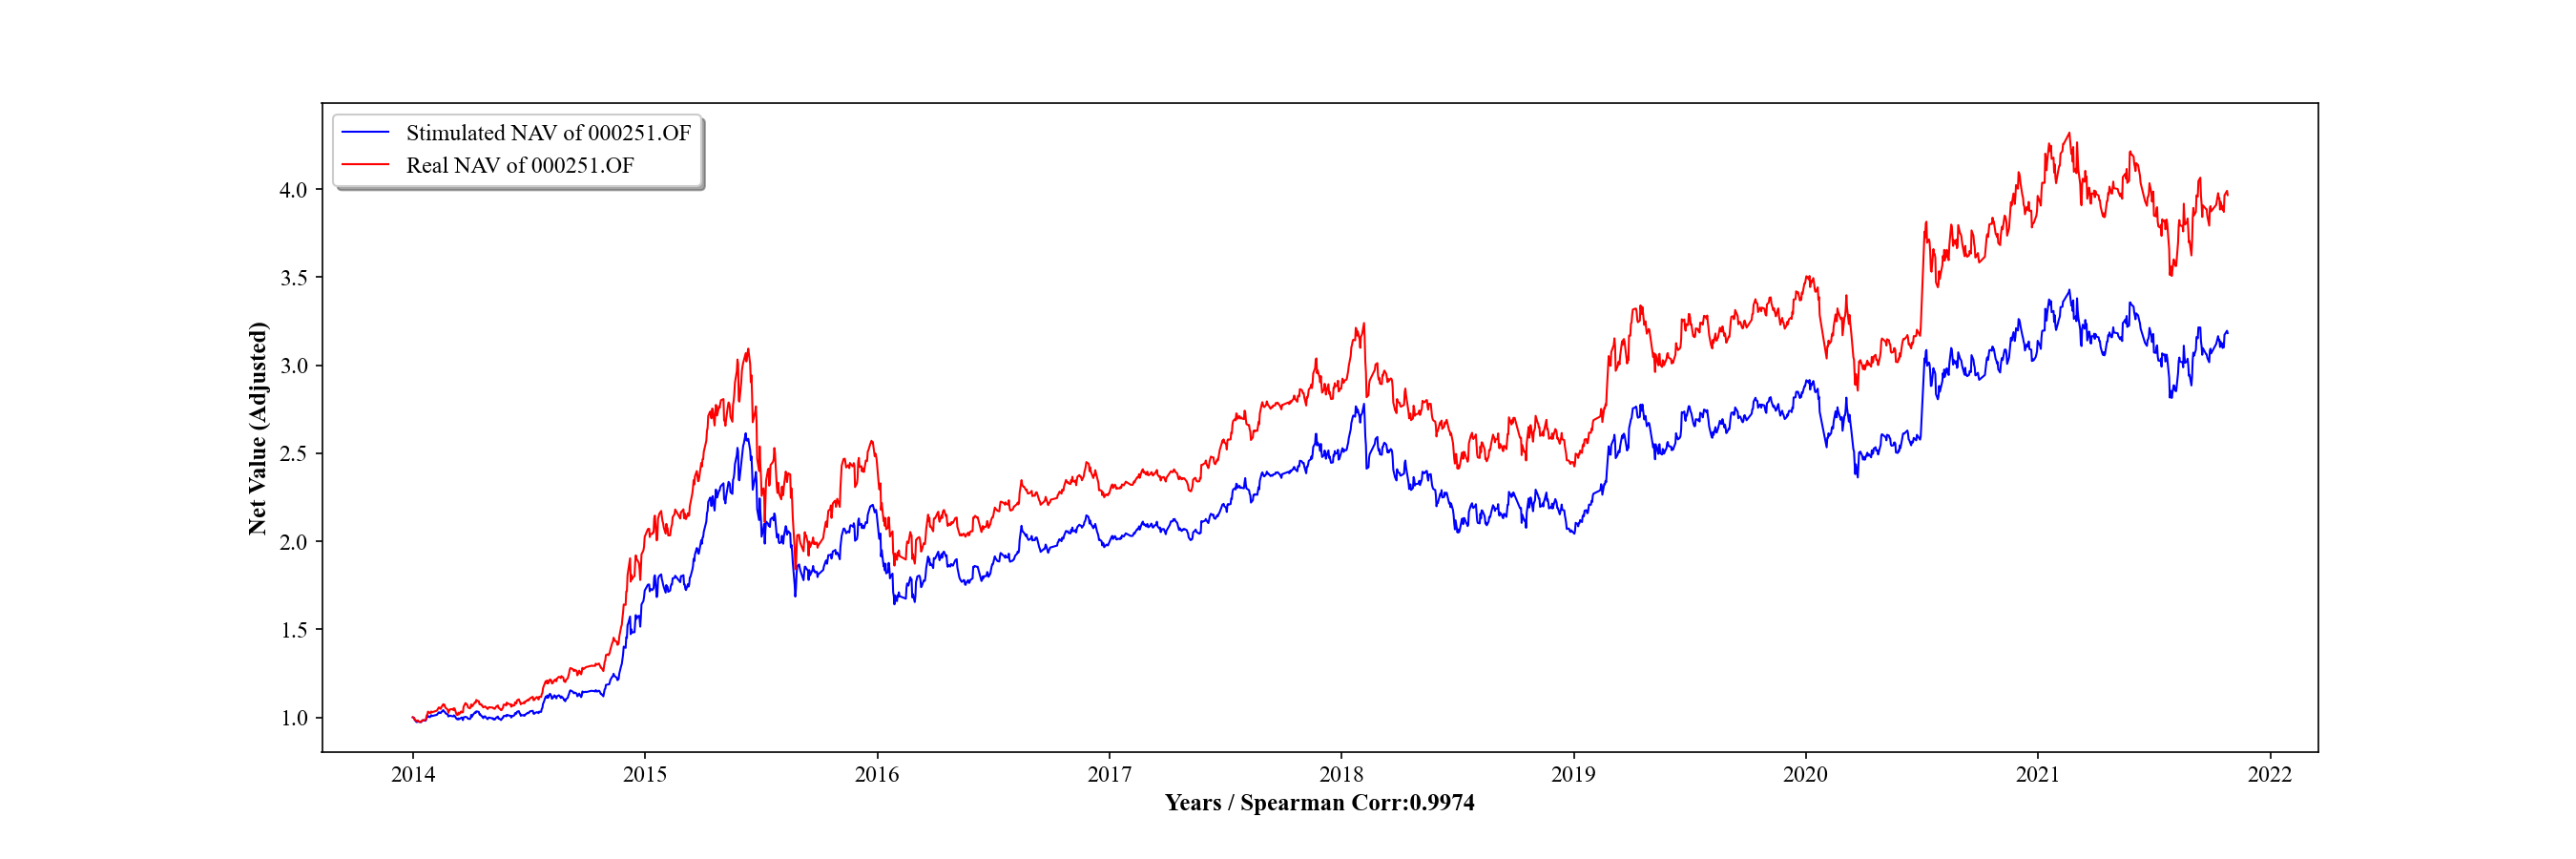 Stimulated NAV of 000251.OF
Real NAV of 000251.OF
Net Value (Adjusted)
4.0
3.5
3.0
2.5
2.0
1.5
1.0
2014 2015 2016 2017 2018 2019 2020 2021 2022
Years / Spearman Corr:0.9974